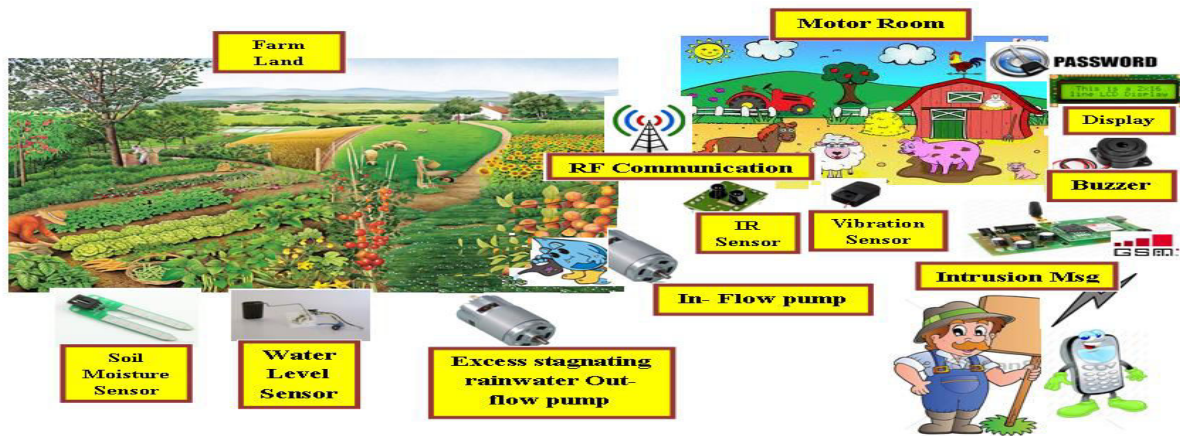 Farm
Land
Motor Room
PASSWORD
This is a 2x16
line LCD Display
Display
RF Communication
Buzzer
IR
Sensor
Vibration
Sensor
GSM
Intrusion Msg
In- Flow pump
Soil
Moisture
Sensor
Water
Level
Sensor
Excess stagnating
rainwater Out-
flow pump